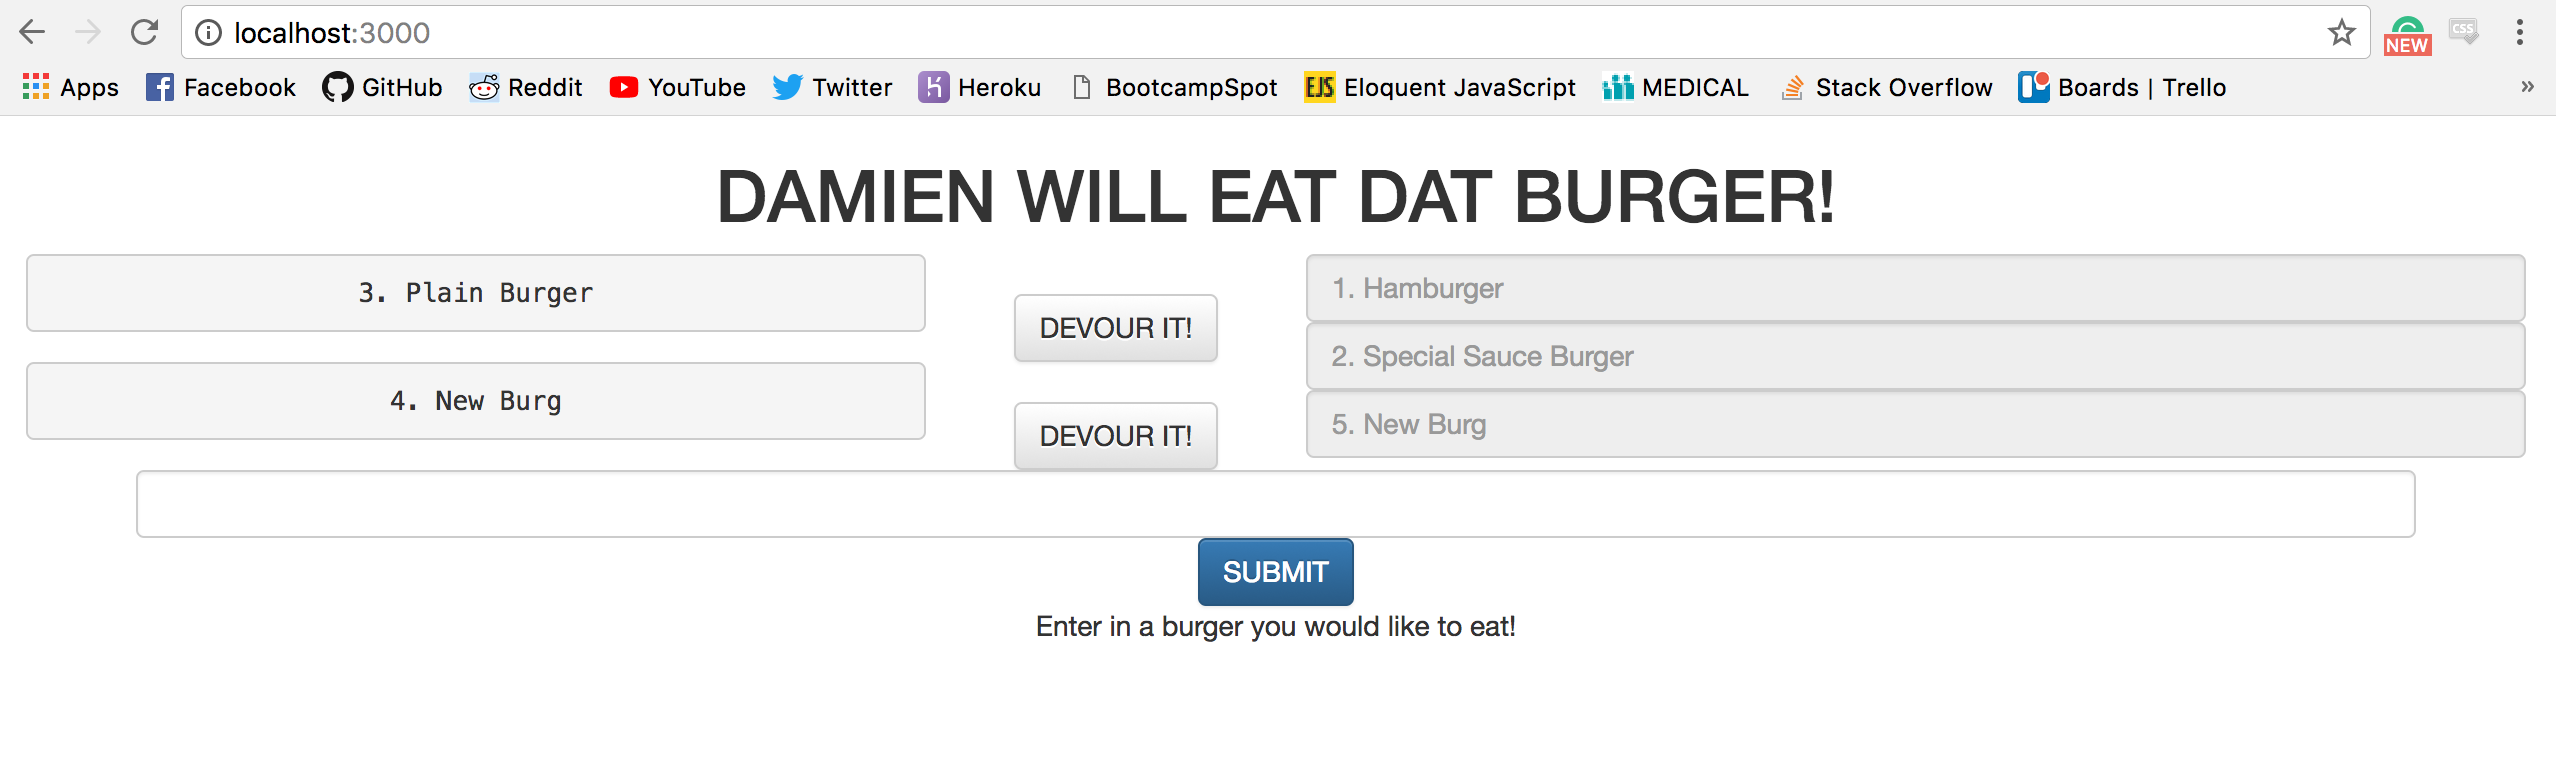 localhost:3000
NEW
CSS
Apps Facebook GitHub Reddit YouTube Twitter Heroku BootcampSpot EJS Eloquent JavaScript MEDICAL Stack Overflow Boards | Trello »
DAMIEN WILL EAT DAT BURGER!
3. Plain Burger
DEVOUR IT!
4. New Burg
DEVOUR IT!
1. Hamburger
2. Special Sauce Burger
5. New Burg
SUBMIT
Enter in a burger you would like to eat!